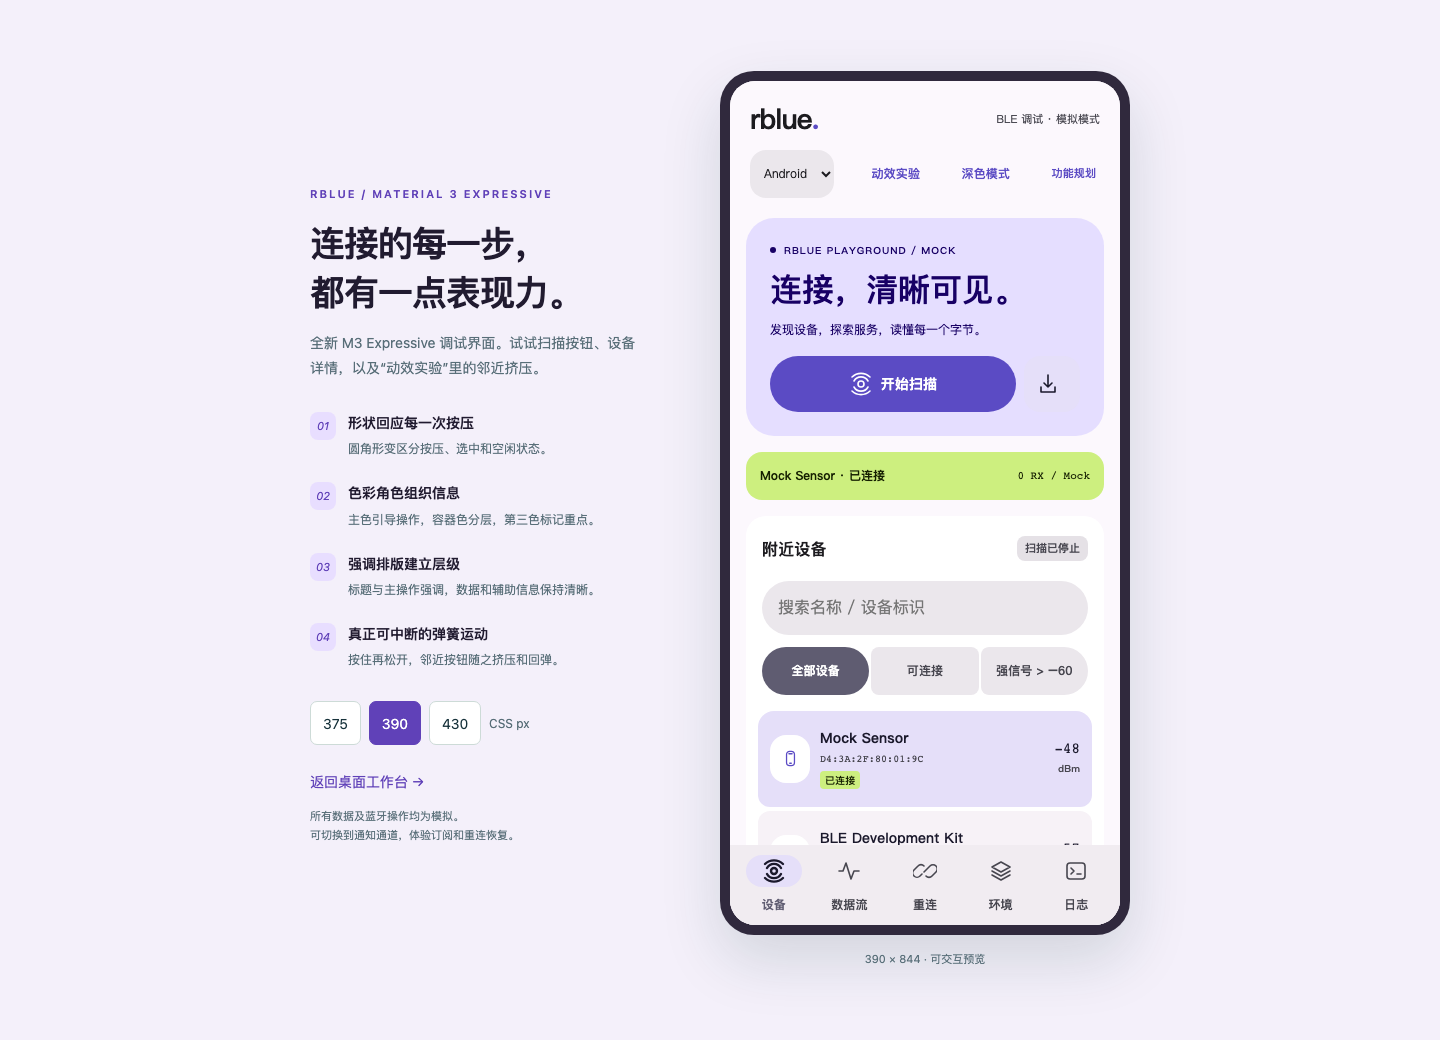 RBLUE / MATERIAL 3 EXPRESSIVE
连接的每一步，
都有一点表现力。
全新 M3 Expressive 调试界面。试试扫描按钮、设备
详情，以及“动效实验”里的邻近挤压。
01 形状回应每一次按压
圆角形变区分按压、选中和空闲状态。
02 色彩角色组织信息
主色引导操作，容器色分层，第三色标记重点。
03 强调排版建立层级
标题与主操作强调，数据和辅助信息保持清晰。
04 真正可中断的弹簧运动
按住再松开，邻近按钮随之挤压和回弹。
375 390 430 CSS px
返回桌面工作台 →
所有数据及蓝牙操作均为模拟。
可切换到通知通道，体验订阅和重连恢复。
rblue. BLE 调试 · 模拟模式
Android 动效实验 深色模式 功能规划
RBLUE PLAYGROUND / MOCK
连接，清晰可见。
发现设备，探索服务，读懂每一个字节。
开始扫描
Mock Sensor · 已连接 0 RX / Mock
附近设备 扫描已停止
搜索名称 / 设备标识
全部设备 可连接 强信号 > −60
Mock Sensor
D4:3A:2F:80:01:9C
已连接
−48
dBm
BLE Development Kit
设备 数据流 重连 环境 日志
390 × 844 · 可交互预览